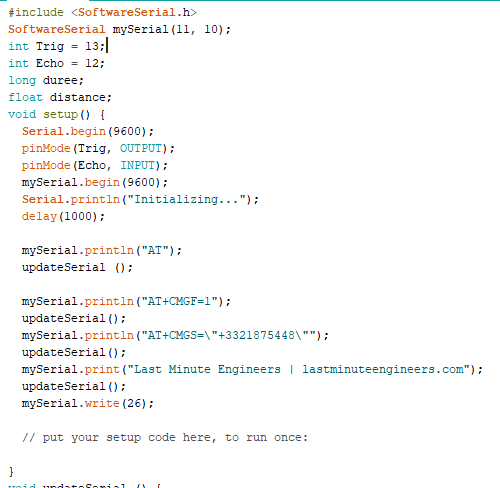 #include <SoftwareSerial.h>
SoftwareSerial mySerial(11, 10);
int Trig = 13;
int Echo = 12;
long duree;
float distance;
void setup() {
  Serial.begin(9600);
  pinMode(Trig, OUTPUT);
  pinMode(Echo, INPUT);
  mySerial.begin(9600);
  Serial.println("Initializing...");
  delay(1000);

  mySerial.println("AT");
  updateSerial ();

  mySerial.println("AT+CMGF=1");
  updateSerial();
  mySerial.println("AT+CMGS=\"+3321875448\"");
  updateSerial();
  mySerial.print("Last Minute Engineers | lastminuteengineers.com");
  updateSerial();
  mySerial.write(26);

  // put your setup code here, to run once:

}
void updateSerial () {